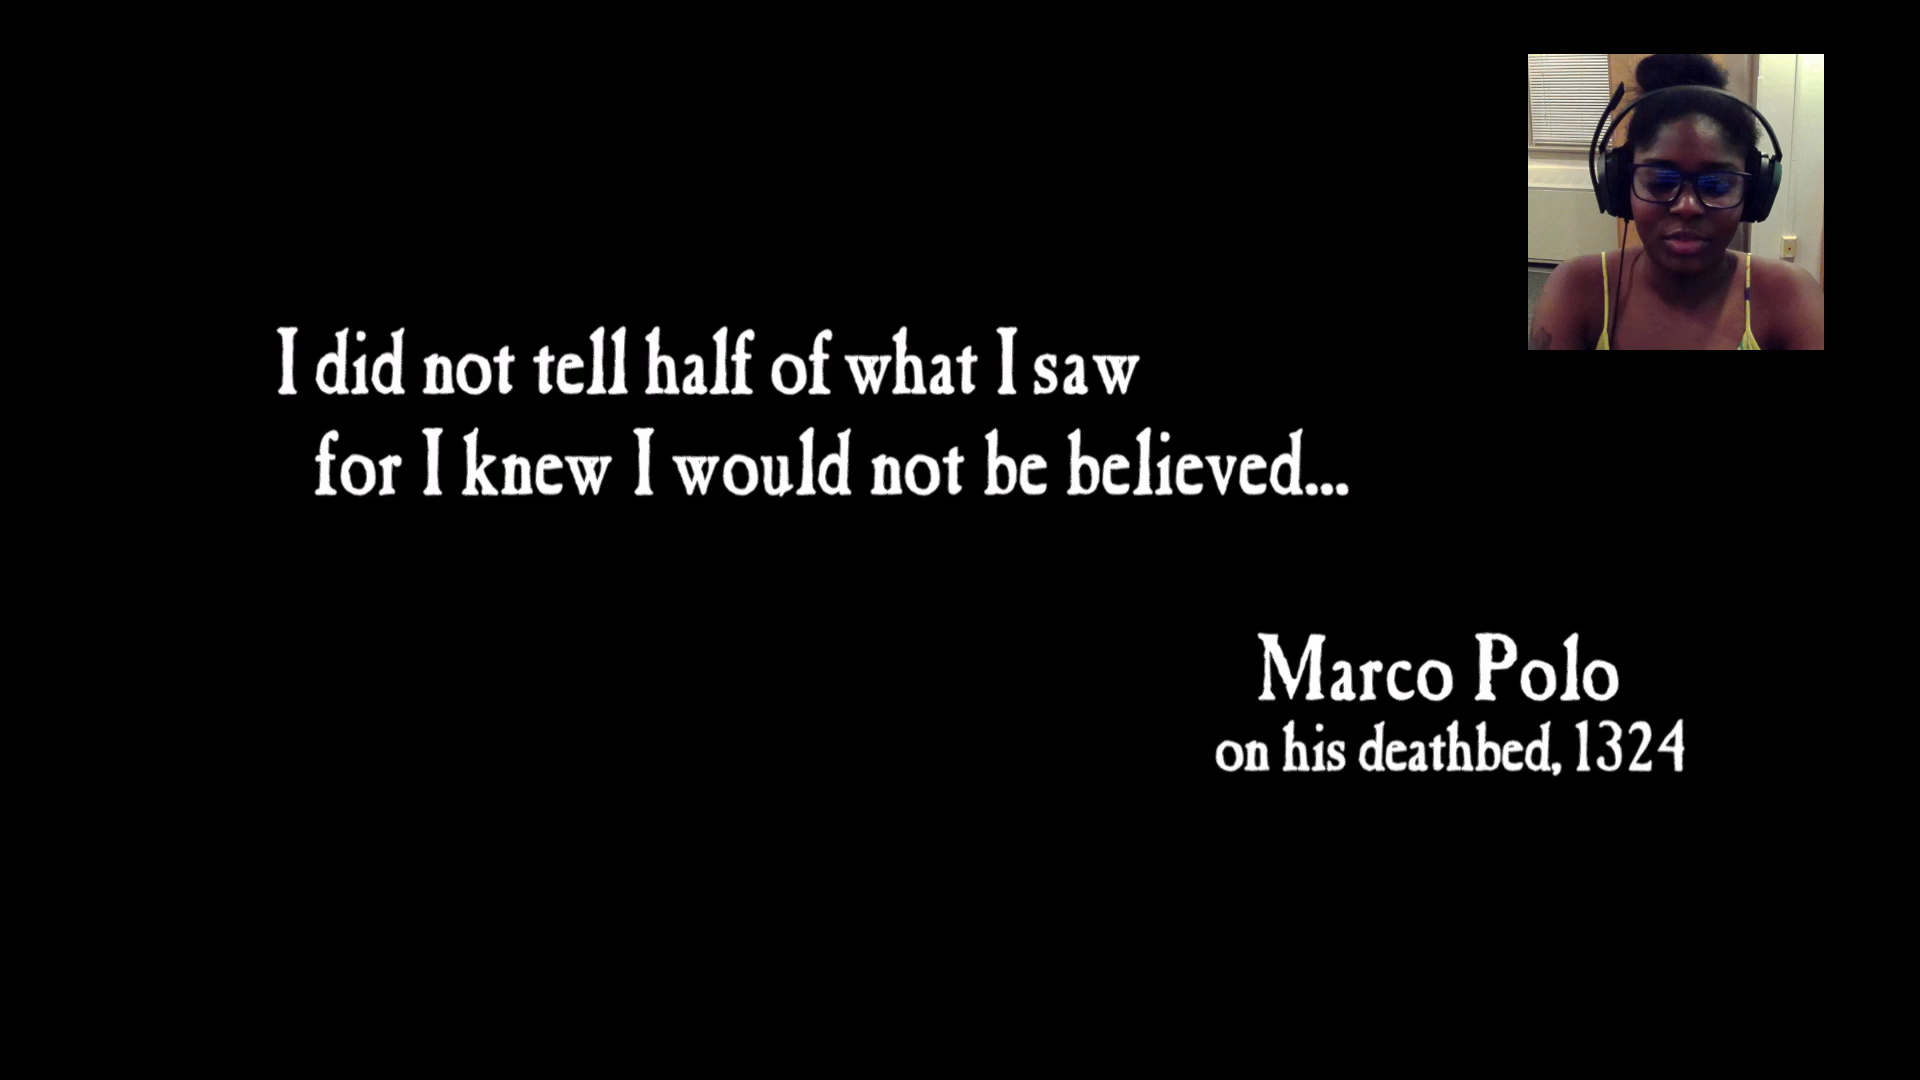 I did not tell half of what I saw
for I knew I would not be believed...
Marco Polo
on his deathbed, 1324